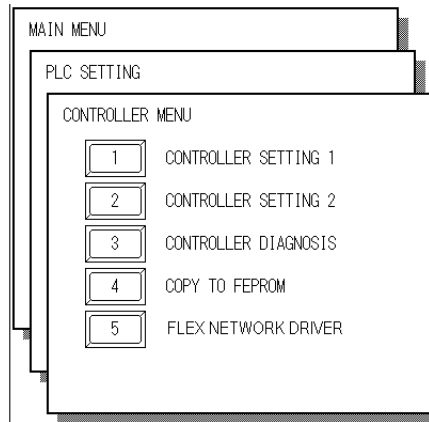 MAIN MENU
PLC SETTING
CONTROLLER MENU
1 CONTROLLER SETTING 1
2 CONTROLLER SETTING 2
3 CONTROLLER DIAGNOSIS
4 COPY TO FEPROM
5 FLEX NETWORK DRIVER